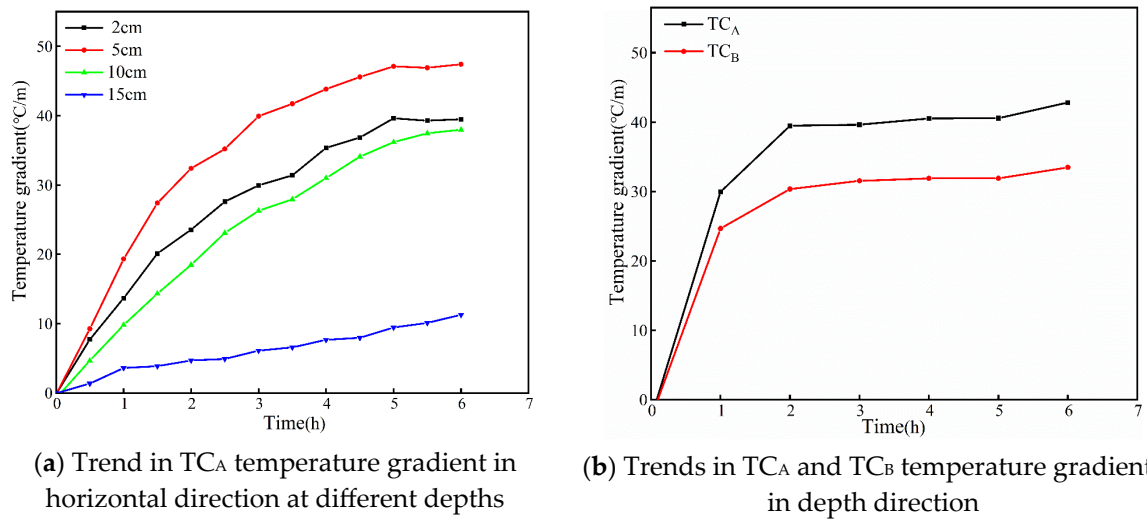 2cm
5cm
10cm
15cm
Temperature gradient(°C/m)
50
40
30
20
10
0
0 1 2 3 4 5 6 7
Time(h)
(a) Trend in TCA temperature gradient in
horizontal direction at different depths
TCA
TCB
Temperature gradient(°C/m)
50
40
30
20
10
0
0 1 2 3 4 5 6 7
Time(h)
(b) Trends in TCA and TCB temperature gradient
in depth direction